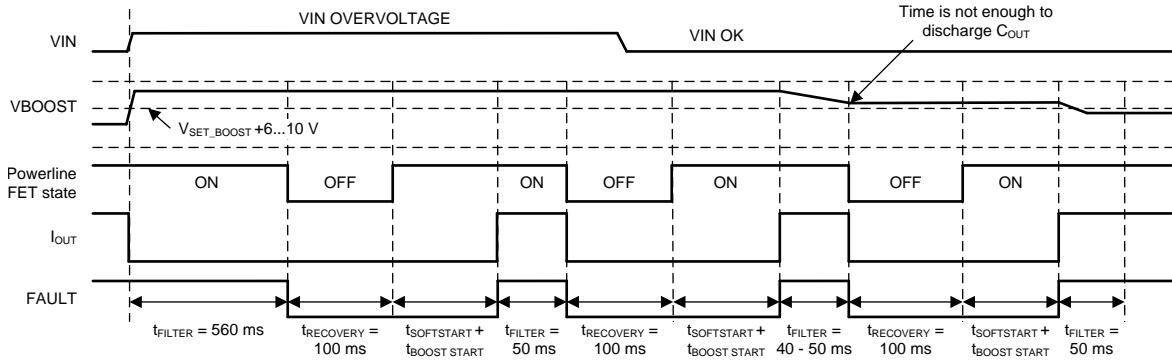 VIN OVERVOLTAGE
Time is not enough to
discharge COUT
VIN
VIN OK
VBOOST
VSET_BOOST +6...10 V
Powerline
FET state
ON
OFF
ON
ON
OFF
ON
OFF
ON
IOUT
FAULT
tFILTER = 560 ms
tRECOVERY =
100 ms
tSOFTSTART +
tBOOST START
tFILTER =
50 ms
tRECOVERY =
100 ms
tSOFTSTART +
tBOOST START
tFILTER =
40 - 50 ms
tRECOVERY =
100 ms
tSOFTSTART +
tBOOST START
tFILTER =
50 ms